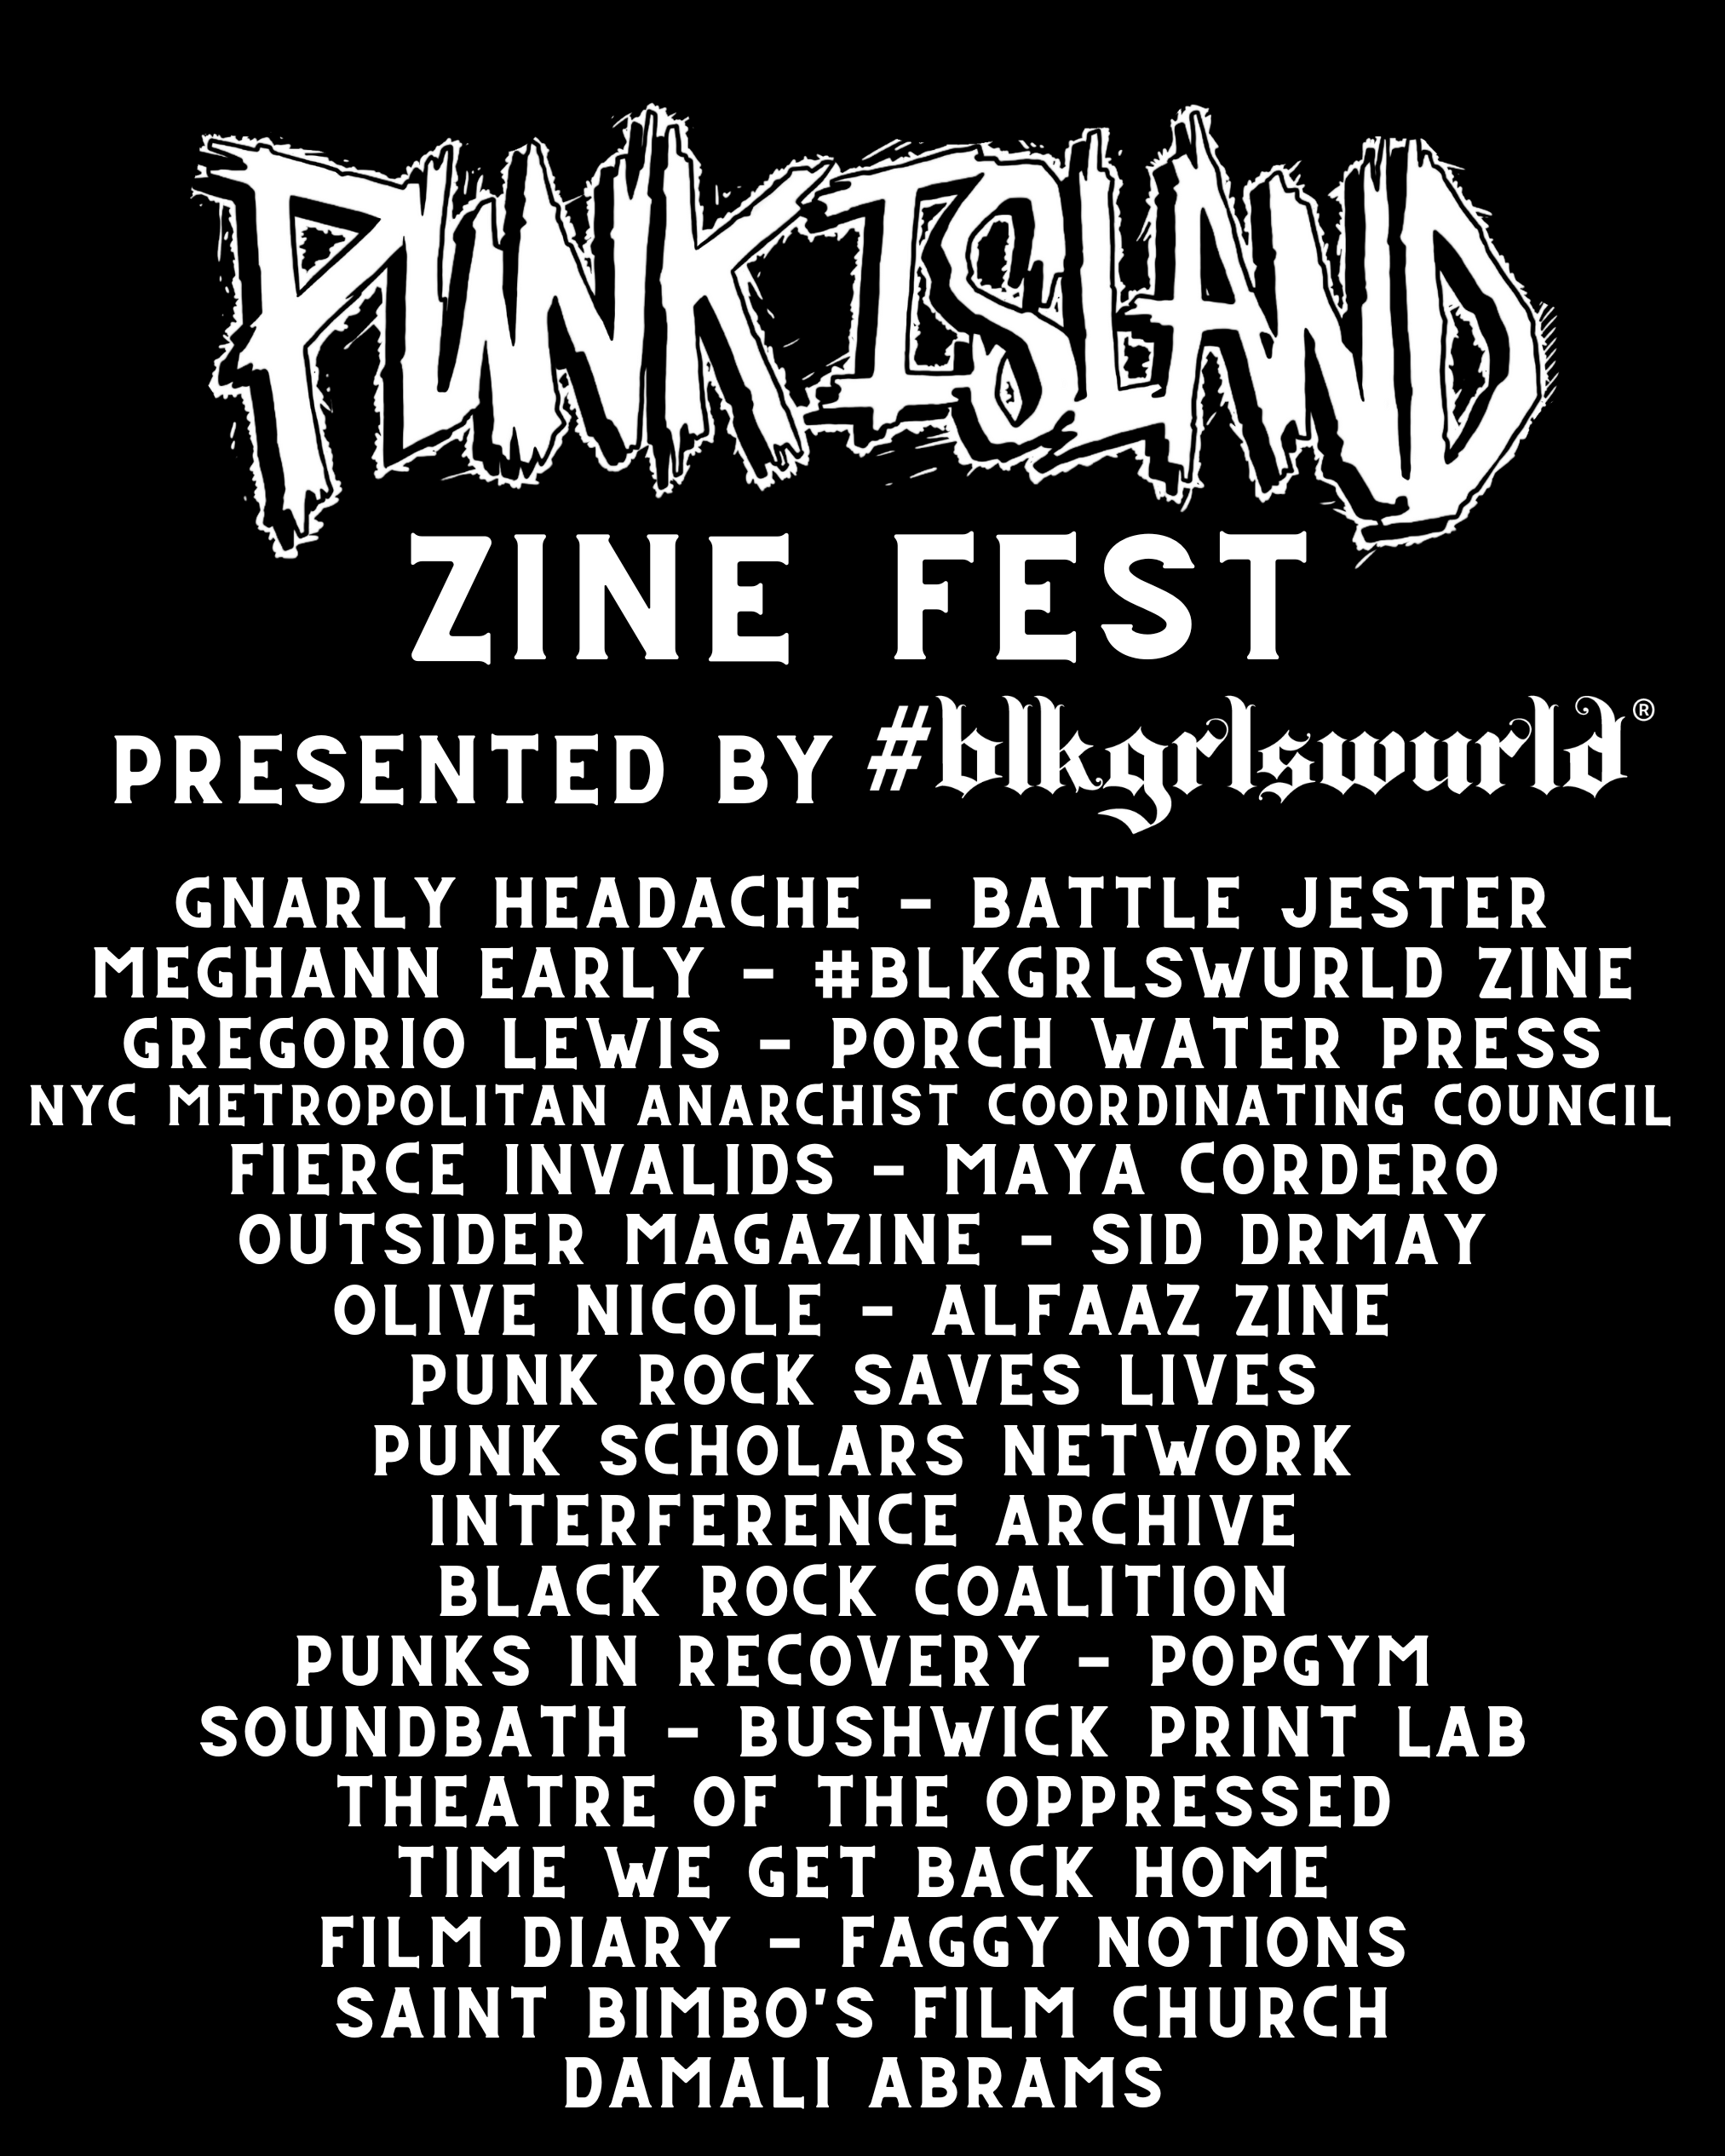 PUNK ISLAND
ZINE FEST
PRESENTED BY #blkgrlswurld®
GNARLY HEADACHE - BATTLE JESTER
MEGHANN EARLY - #BLKGRLSWURLD ZINE
GREGORIO LEWIS - PORCH WATER PRESS
NYC METROPOLITAN ANARCHIST COORDINATING COUNCIL
FIERCE INVALIDS - MAYA CORDERO
OUTSIDER MAGAZINE - SID DRMAY
OLIVE NICOLE - ALFAAAZ ZINE
PUNK ROCK SAVES LIVES
PUNK SCHOLARS NETWORK
INTERFERENCE ARCHIVE
BLACK ROCK COALITION
PUNKS IN RECOVERY - POPGYM
SOUNDBATH - BUSHWICK PRINT LAB
THEATRE OF THE OPPRESSED
TIME WE GET BACK HOME
FILM DIARY - FAGGY NOTIONS
SAINT BIMBO'S FILM CHURCH
DAMALI ABRAMS